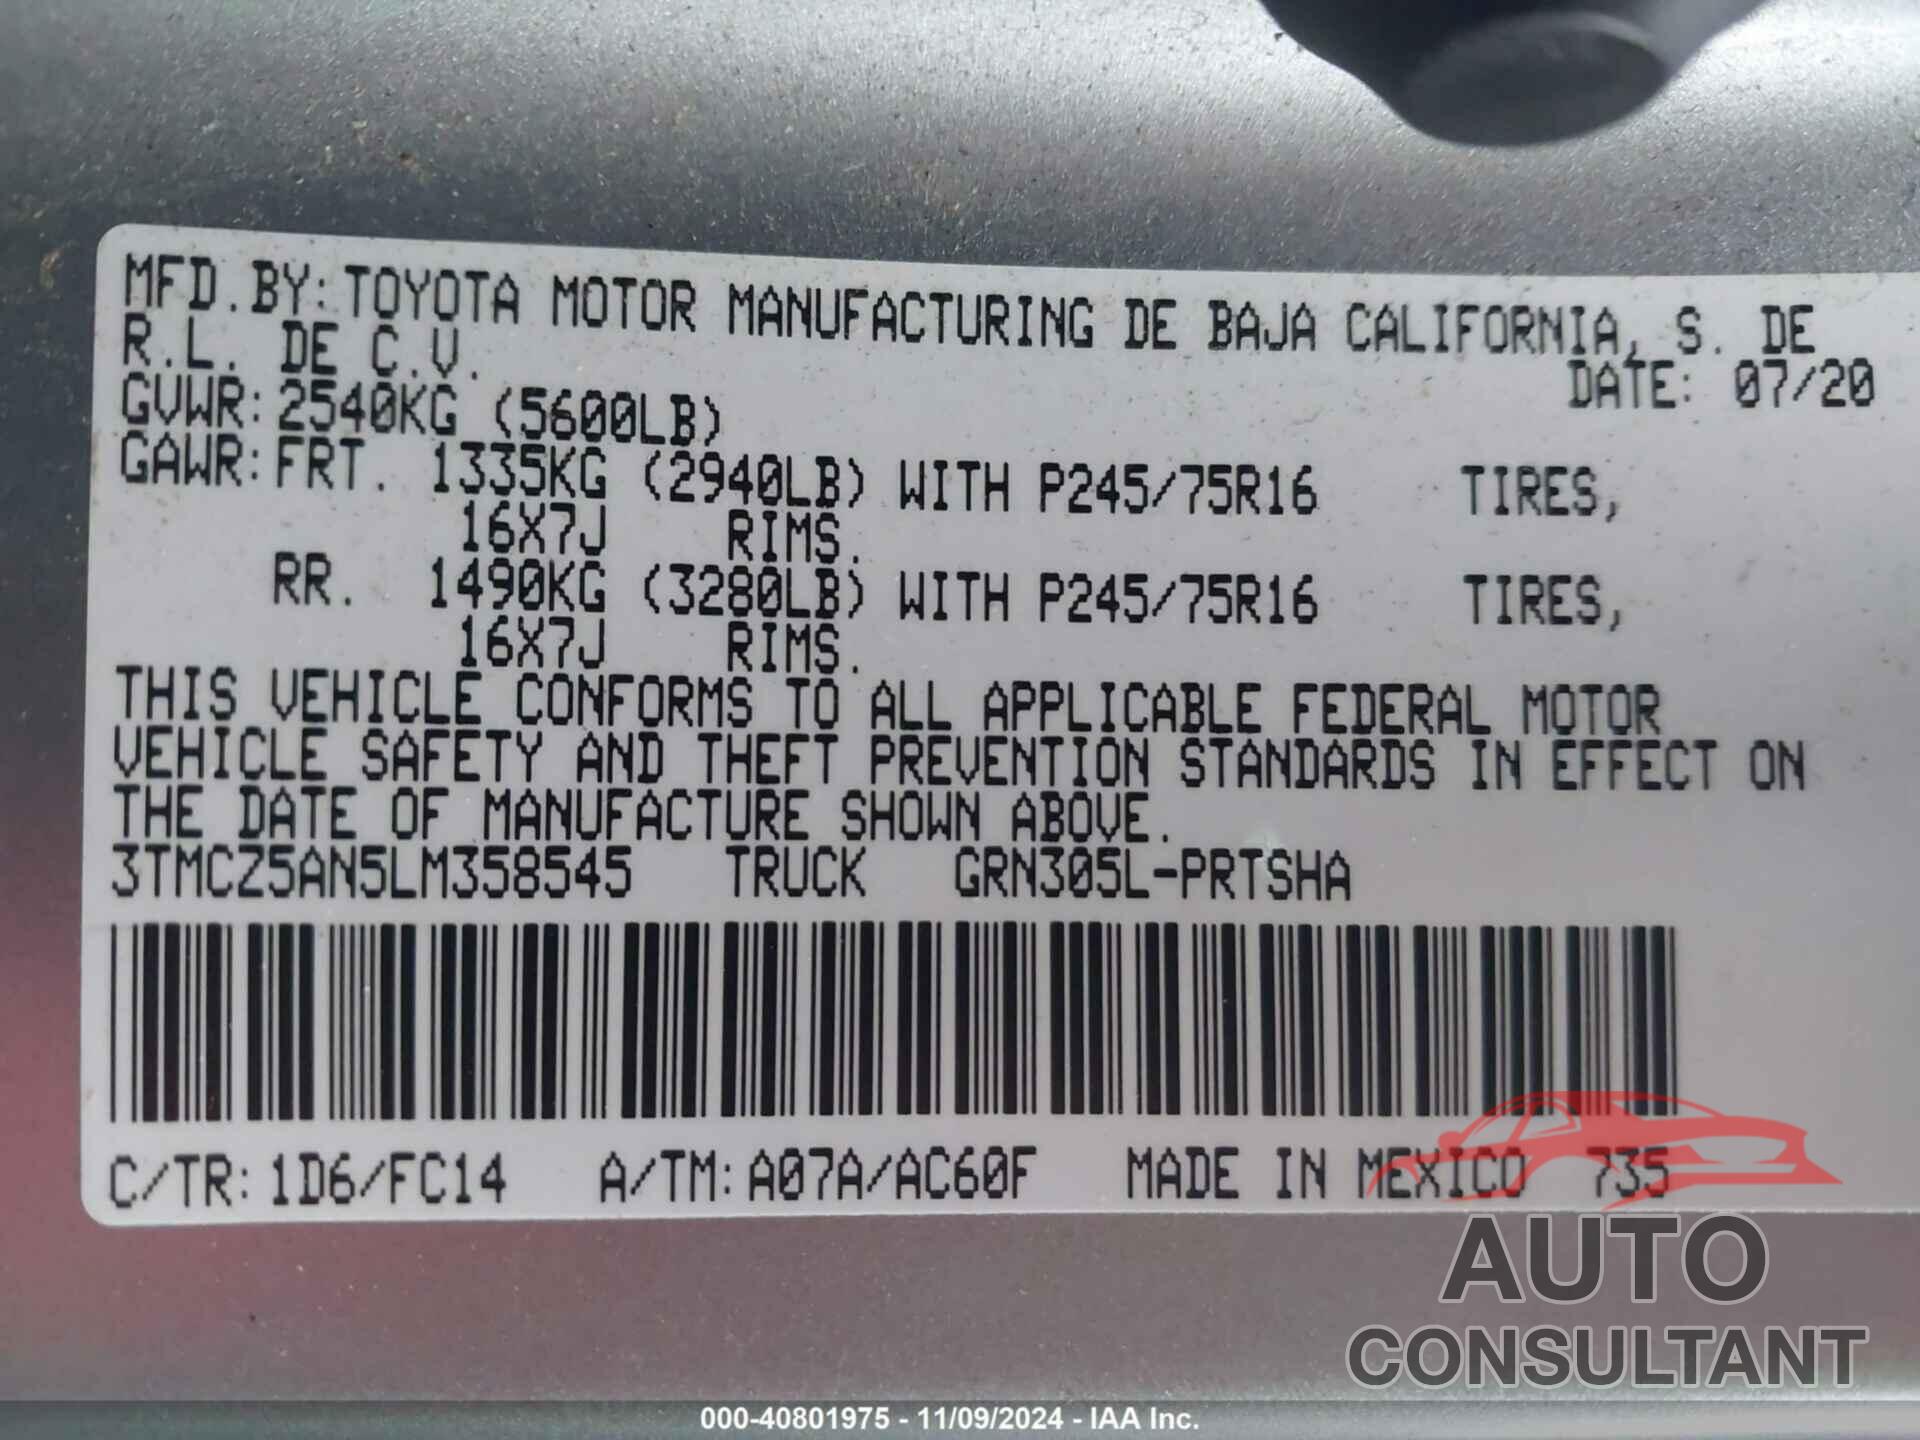 MFD. BY: TOYOTA MOTOR MANUFACTURING DE BAJA CALIFORNIA, S. DE
R.L. DE C.V.
DATE: 07/20
GVWR: 2540KG (5600LB)
GAWR: FRT. 1335KG (2940LB) WITH P245/75R16 TIRES,
16X7J RIMS.
RR. 1490KG (3280LB) WITH P245/75R16 TIRES,
16X7J RIMS.
THIS VEHICLE CONFORMS TO ALL APPLICABLE FEDERAL MOTOR
VEHICLE SAFETY AND THEFT PREVENTION STANDARDS IN EFFECT ON
THE DATE OF MANUFACTURE SHOWN ABOVE.
3TMCZ5AN5LM358545 TRUCK GRN305L-PRTSHA
C/TR: 1D6/FC14 A/TM: A07A/AC60F MADE IN MEXICO 735
AUTO
CONSULTANT
000-40801975 - 11/09/2024 - IAA Inc.